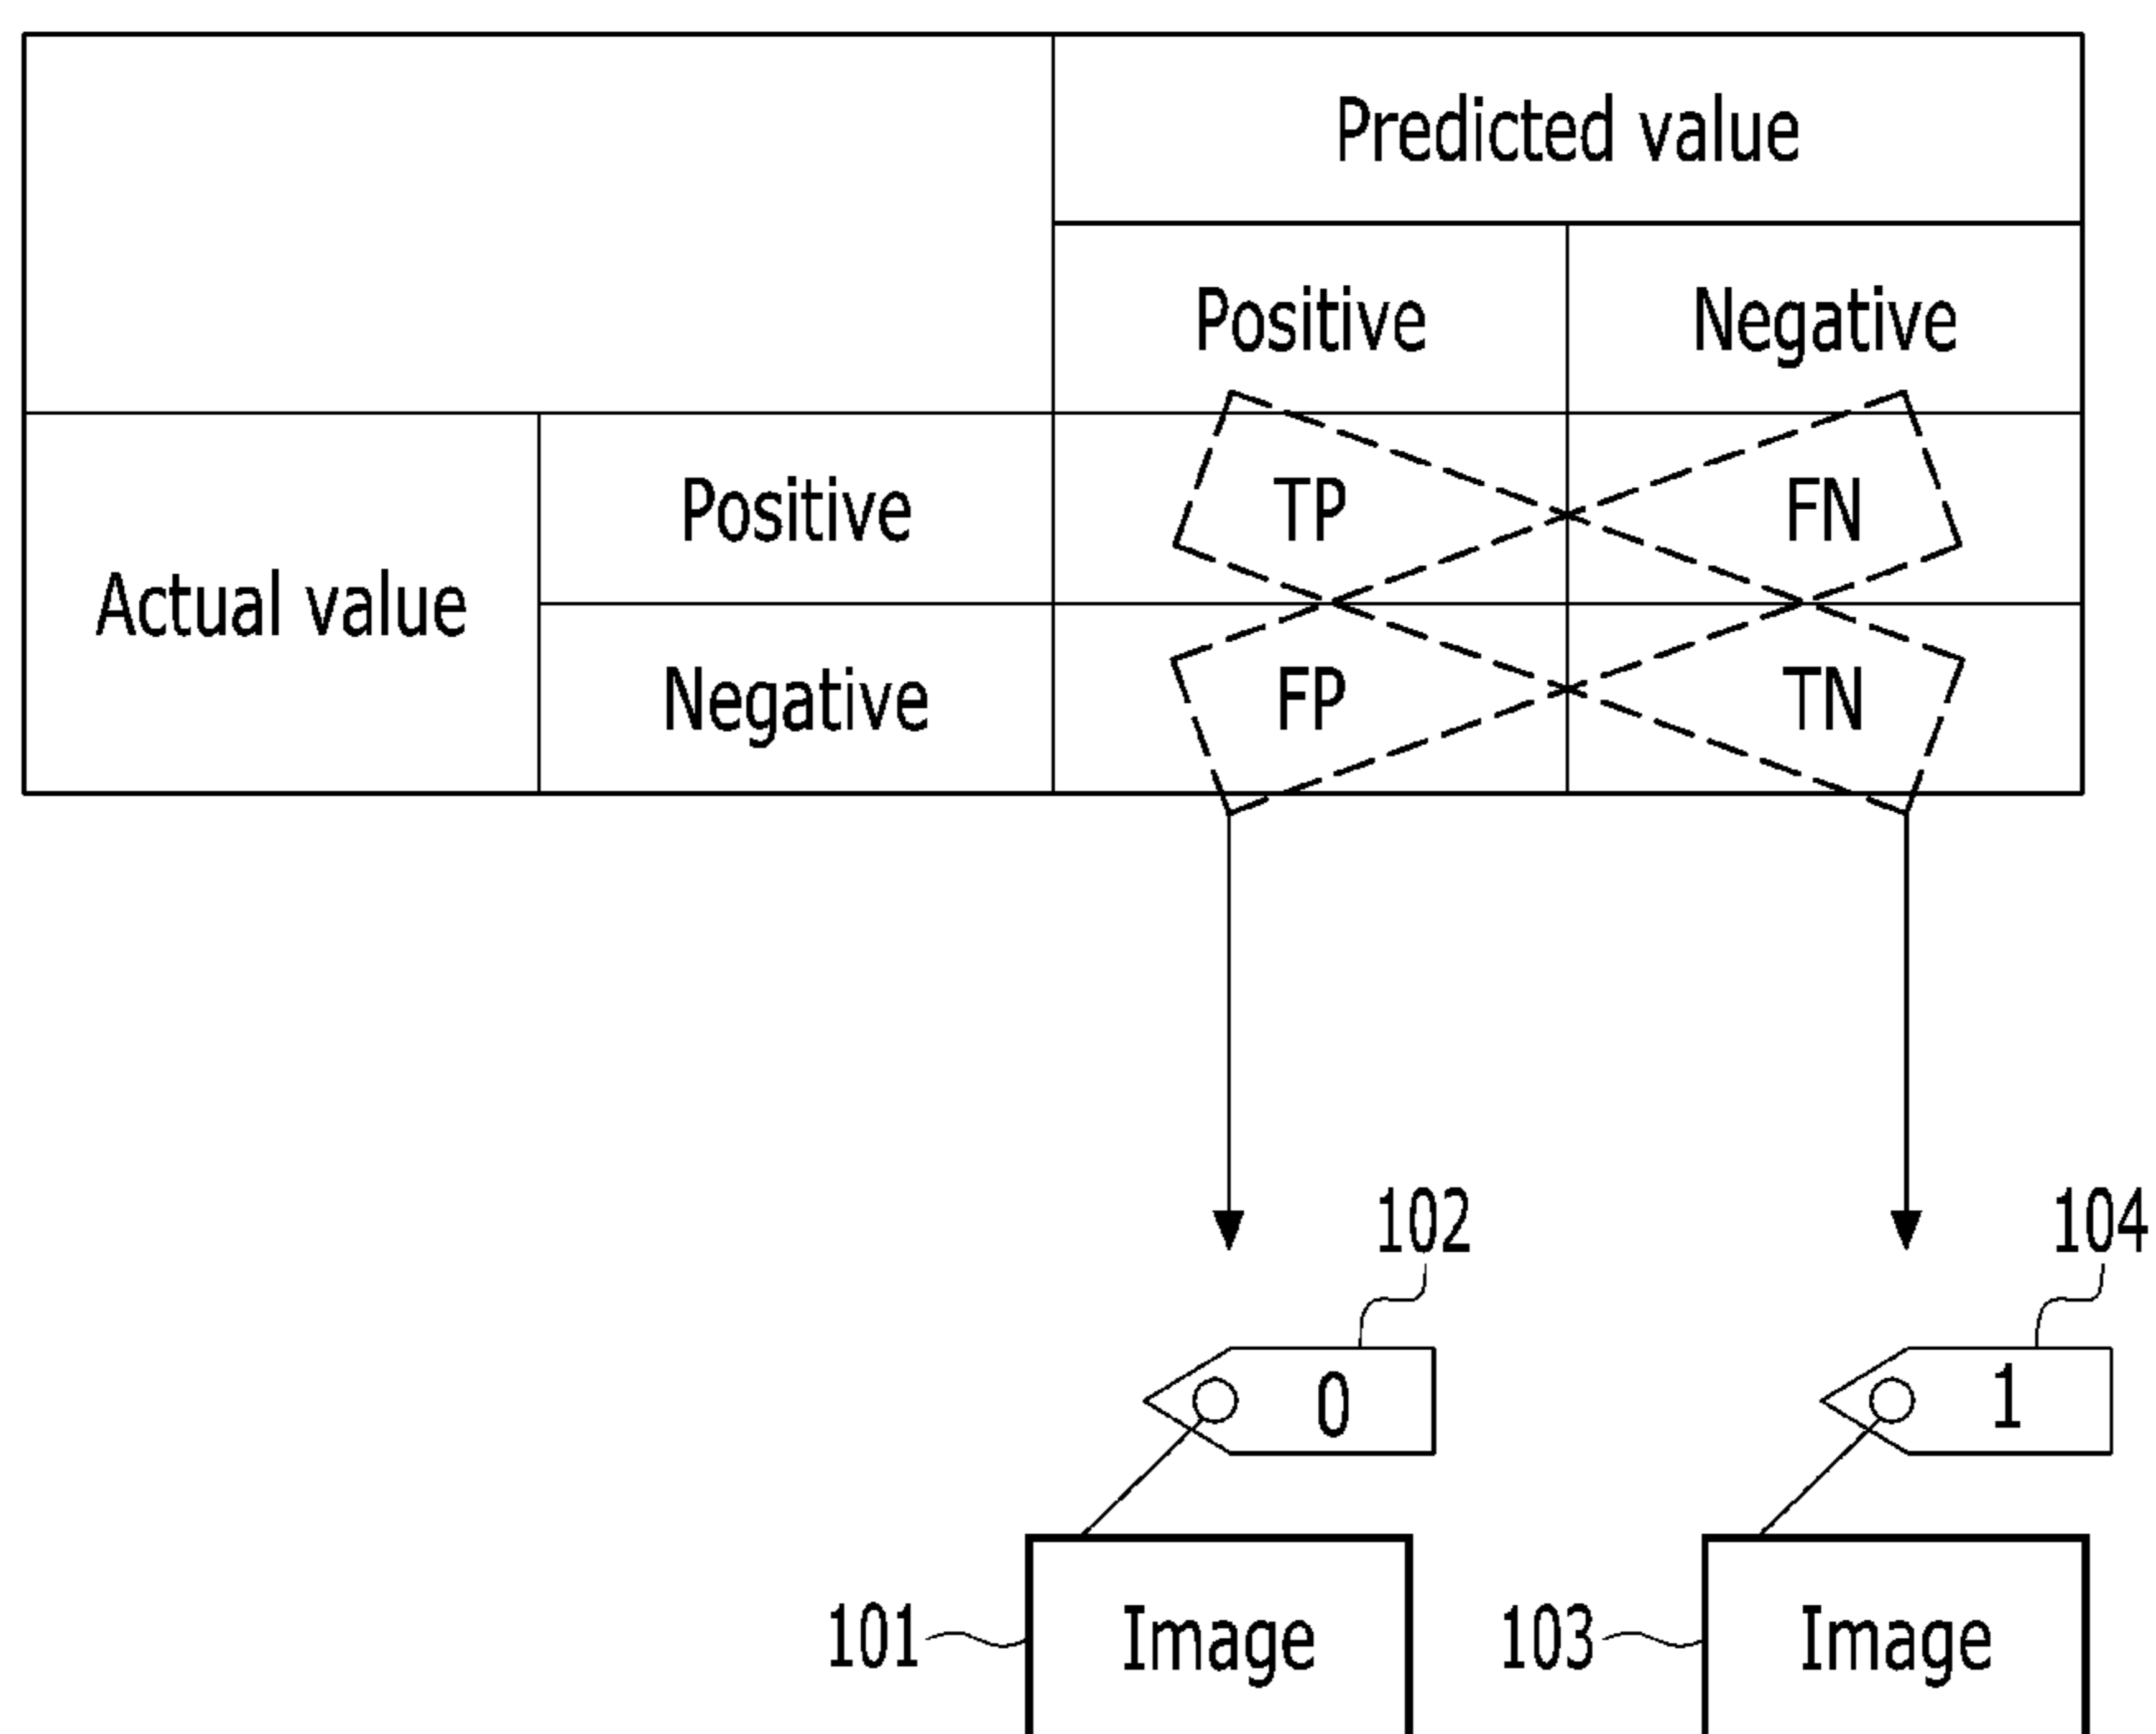 Predicted value
Positive Negative
Actual value
Positive TP FN
Negative FP TN
102 104
0 1
101 Image 103 Image